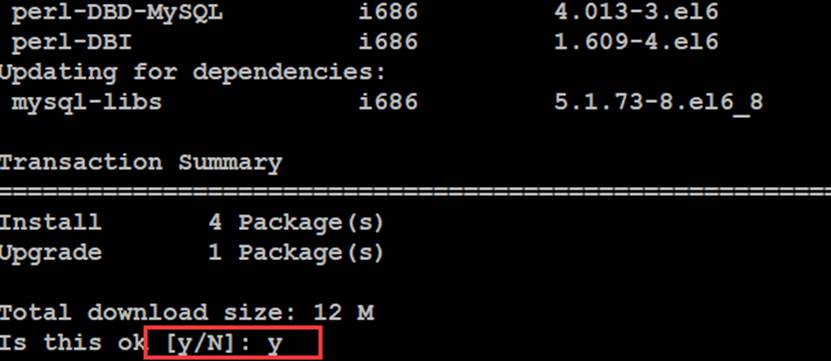 perl-DBD-MySQL i686 4.013-3.el6
perl-DBI i686 1.609-4.el6
Updating for dependencies:
mysql-libs i686 5.1.73-8.el6_8
Transaction Summary
================================================================================
Install 4 Package(s)
Upgrade 1 Package(s)
Total download size: 12 M
Is this ok [y/N]: y